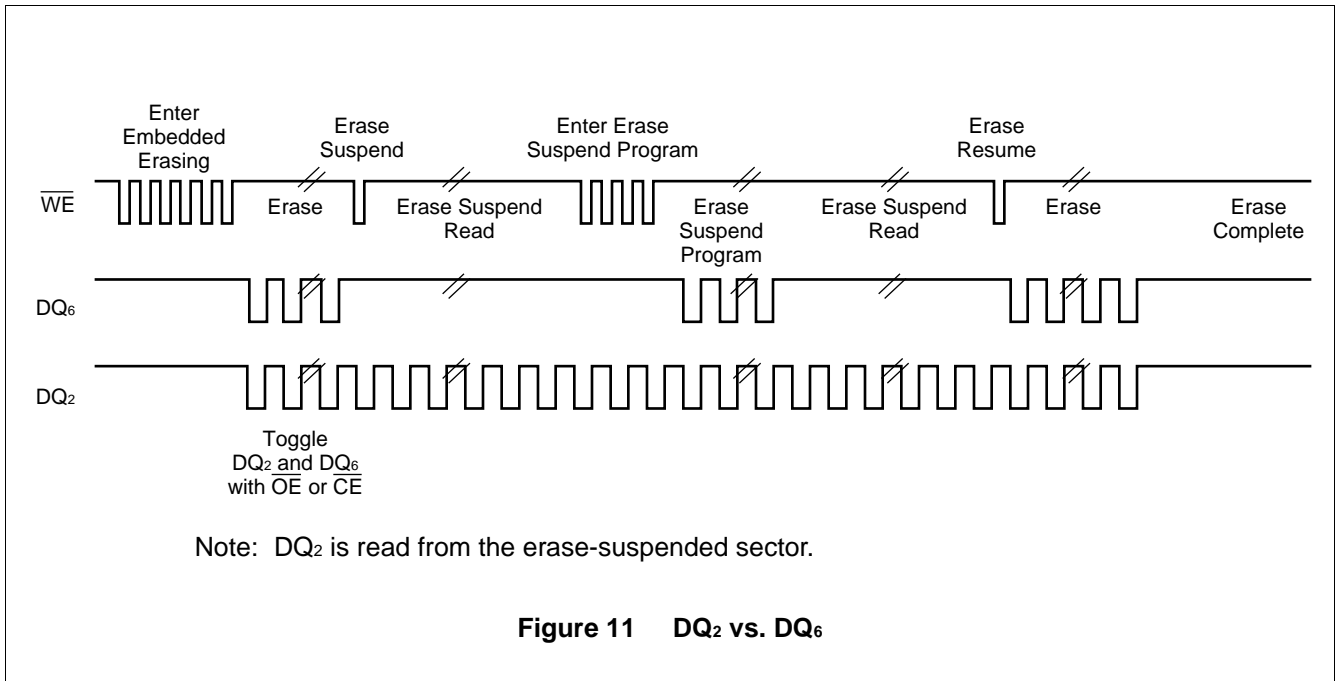 Enter
Embedded
Erasing
Erase
Suspend
Enter Erase
Suspend Program
Erase
Resume
WE
Erase
Erase Suspend
Read
Erase
Suspend
Program
Erase Suspend
Read
Erase
Erase
Complete
DQ6
DQ2
Toggle
DQ2 and DQ6
with OE or CE
Note: DQ2 is read from the erase-suspended sector.
Figure 11 DQ2 vs. DQ6